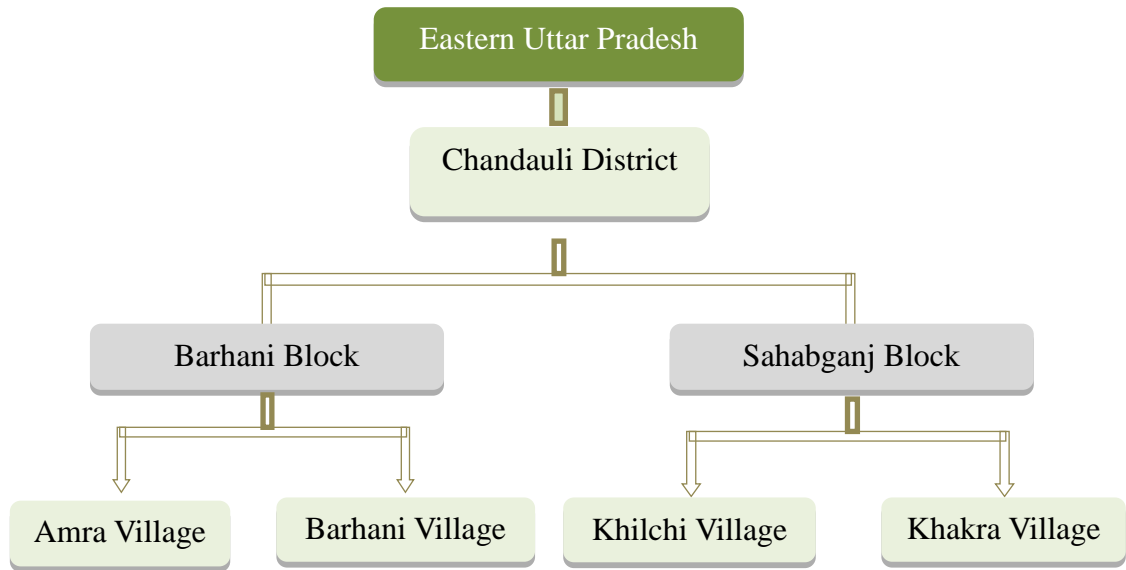 Eastern Uttar Pradesh
Chandauli District
Barhani Block
Sahabganj Block
Amra Village
Barhani Village
Khilchi Village
Khakra Village